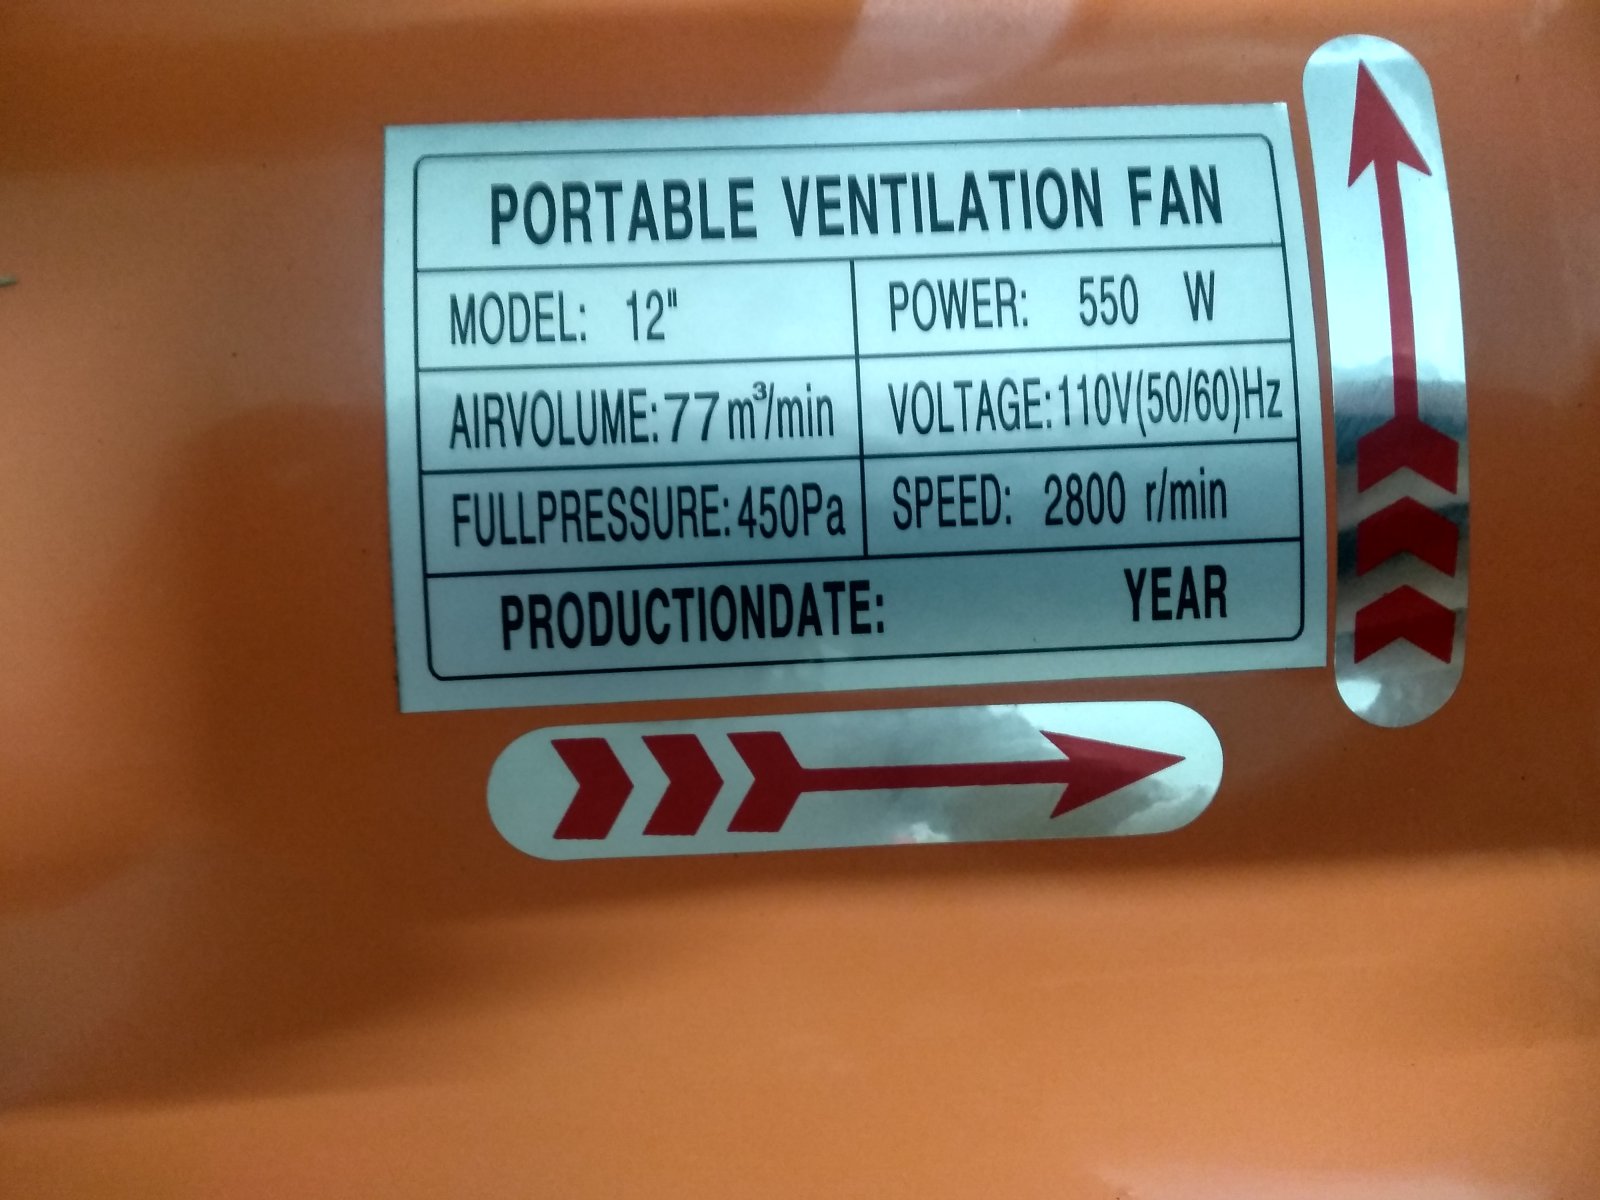 PORTABLE VENTILATION FAN
MODEL: 12" POWER: 550 W
AIRVOLUME:77m³/min VOLTAGE:110V(50/60)Hz
FULLPRESSURE:450Pa SPEED: 2800 r/min
PRODUCTIONDATE: YEAR